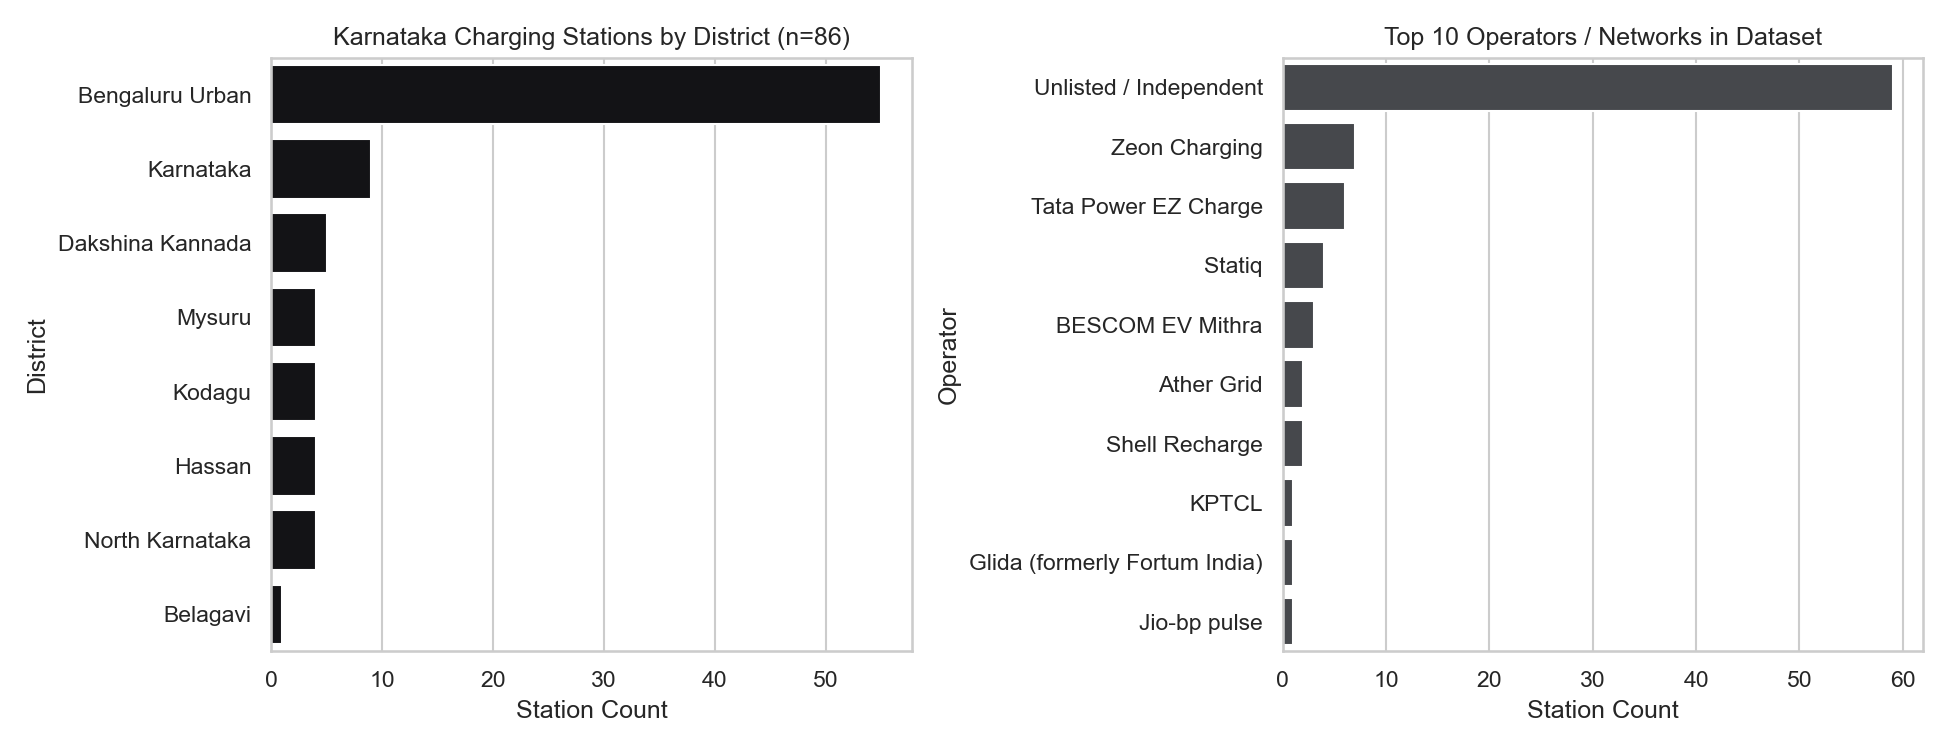 Karnataka Charging Stations by District (n=86)
District
Bengaluru Urban
Karnataka
Dakshina Kannada
Mysuru
Kodagu
Hassan
North Karnataka
Belagavi
0 10 20 30 40 50
Station Count
Top 10 Operators / Networks in Dataset
Operator
Unlisted / Independent
Zeon Charging
Tata Power EZ Charge
Statiq
BESCOM EV Mithra
Ather Grid
Shell Recharge
KPTCL
Glida (formerly Fortum India)
Jio-bp pulse
0 10 20 30 40 50 60
Station Count